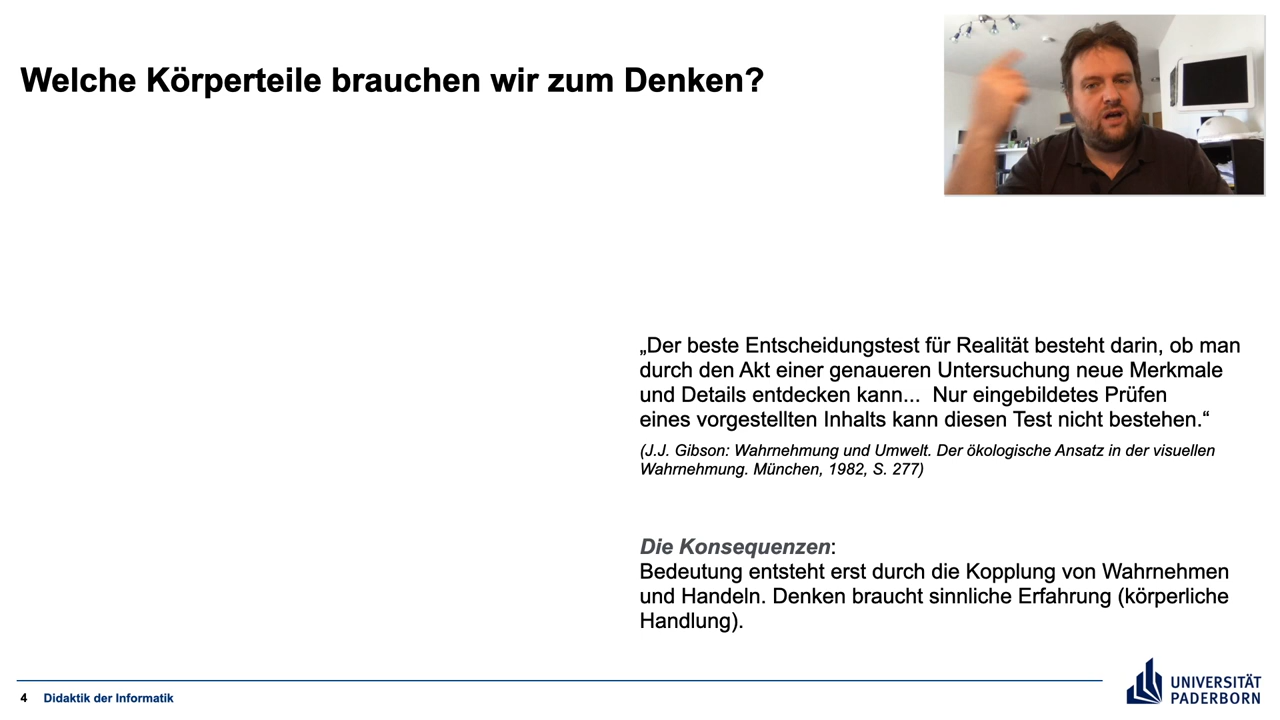 Welche Körperteile brauchen wir zum Denken?
„Der beste Entscheidungstest für Realität besteht darin, ob man
durch den Akt einer genaueren Untersuchung neue Merkmale
und Details entdecken kann...  Nur eingebildetes Prüfen
eines vorgestellten Inhalts kann diesen Test nicht bestehen.“
(J.J. Gibson: Wahrnehmung und Umwelt. Der ökologische Ansatz in der visuellen
Wahrnehmung. München, 1982, S. 277)
Die Konsequenzen:
Bedeutung entsteht erst durch die Kopplung von Wahrnehmen
und Handeln. Denken braucht sinnliche Erfahrung (körperliche
Handlung).
4 Didaktik der Informatik
UNIVERSITÄT
PADERBORN